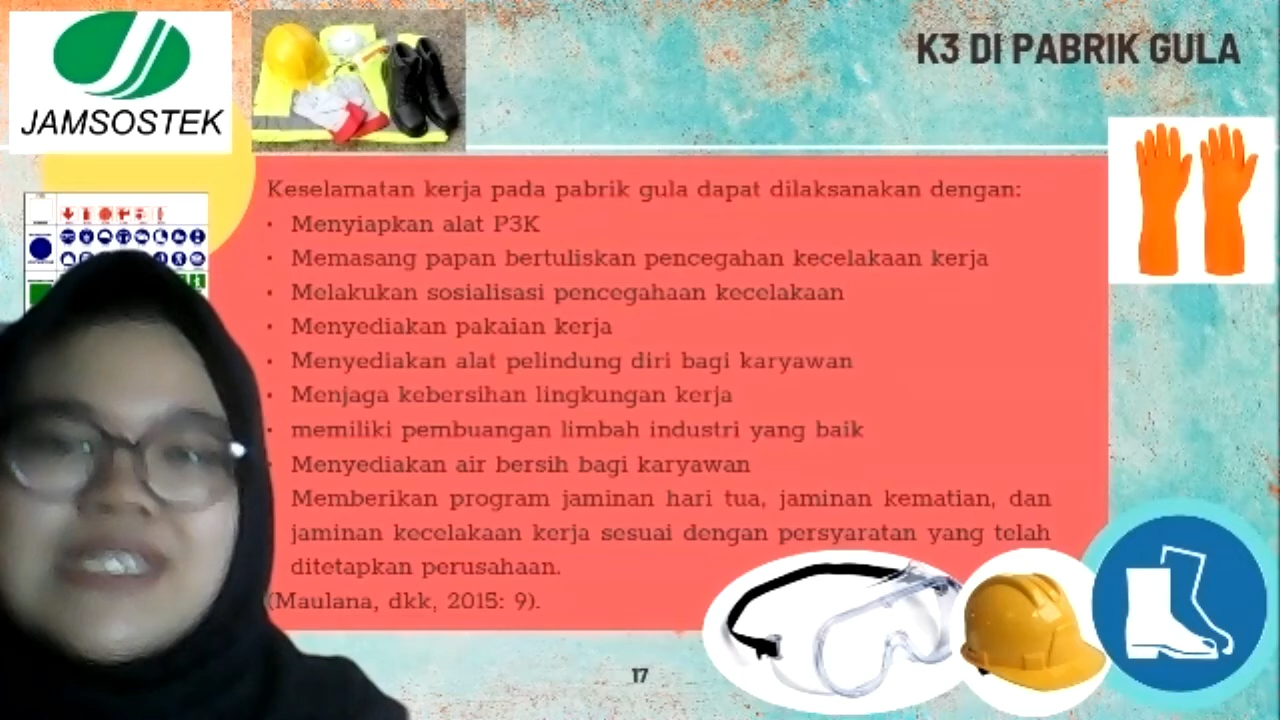 JAMSOSTEK
K3 DI PABRIK GULA
Keselamatan kerja pada pabrik gula dapat dilaksanakan dengan:
• Menyiapkan alat P3K
• Memasang papan bertuliskan pencegahan kecelakaan kerja
• Melakukan sosialisasi pencegahaan kecelakaan
• Menyediakan pakaian kerja
• Menyediakan alat pelindung diri bagi karyawan
• Menjaga kebersihan lingkungan kerja
• memiliki pembuangan limbah industri yang baik
• Menyediakan air bersih bagi karyawan
Memberikan program jaminan hari tua, jaminan kematian, dan
jaminan kecelakaan kerja sesuai dengan persyaratan yang telah
ditetapkan perusahaan.
(Maulana, dkk, 2015: 9).
17